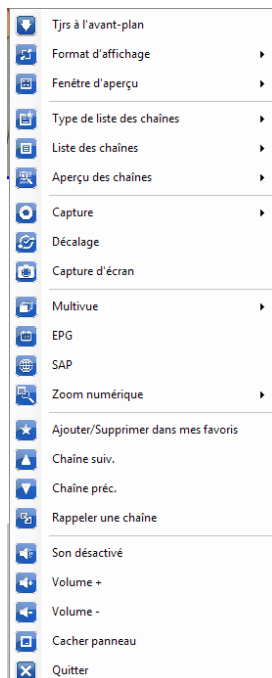 Tjrs à l'avant-plan
Format d'affichage
Fenêtre d'aperçu
Type de liste des chaînes
Liste des chaînes
Aperçu des chaînes
Capture
Décalage
Capture d'écran
Multivue
EPG
SAP
Zoom numérique
Ajouter/Supprimer dans mes favoris
Chaîne suiv.
Chaîne préc.
Rappeler une chaîne
Son désactivé
Volume +
Volume -
Cacher panneau
Quitter